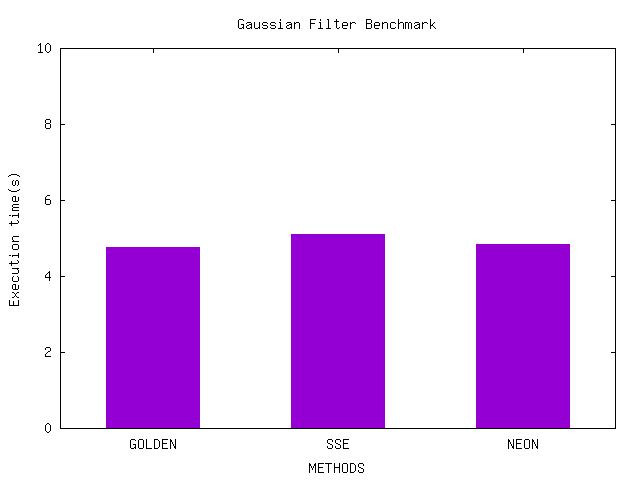 Gaussian Filter Benchmark
10
8
6
4
2
0
Execution time(s)
GOLDEN SSE NEON
METHODS